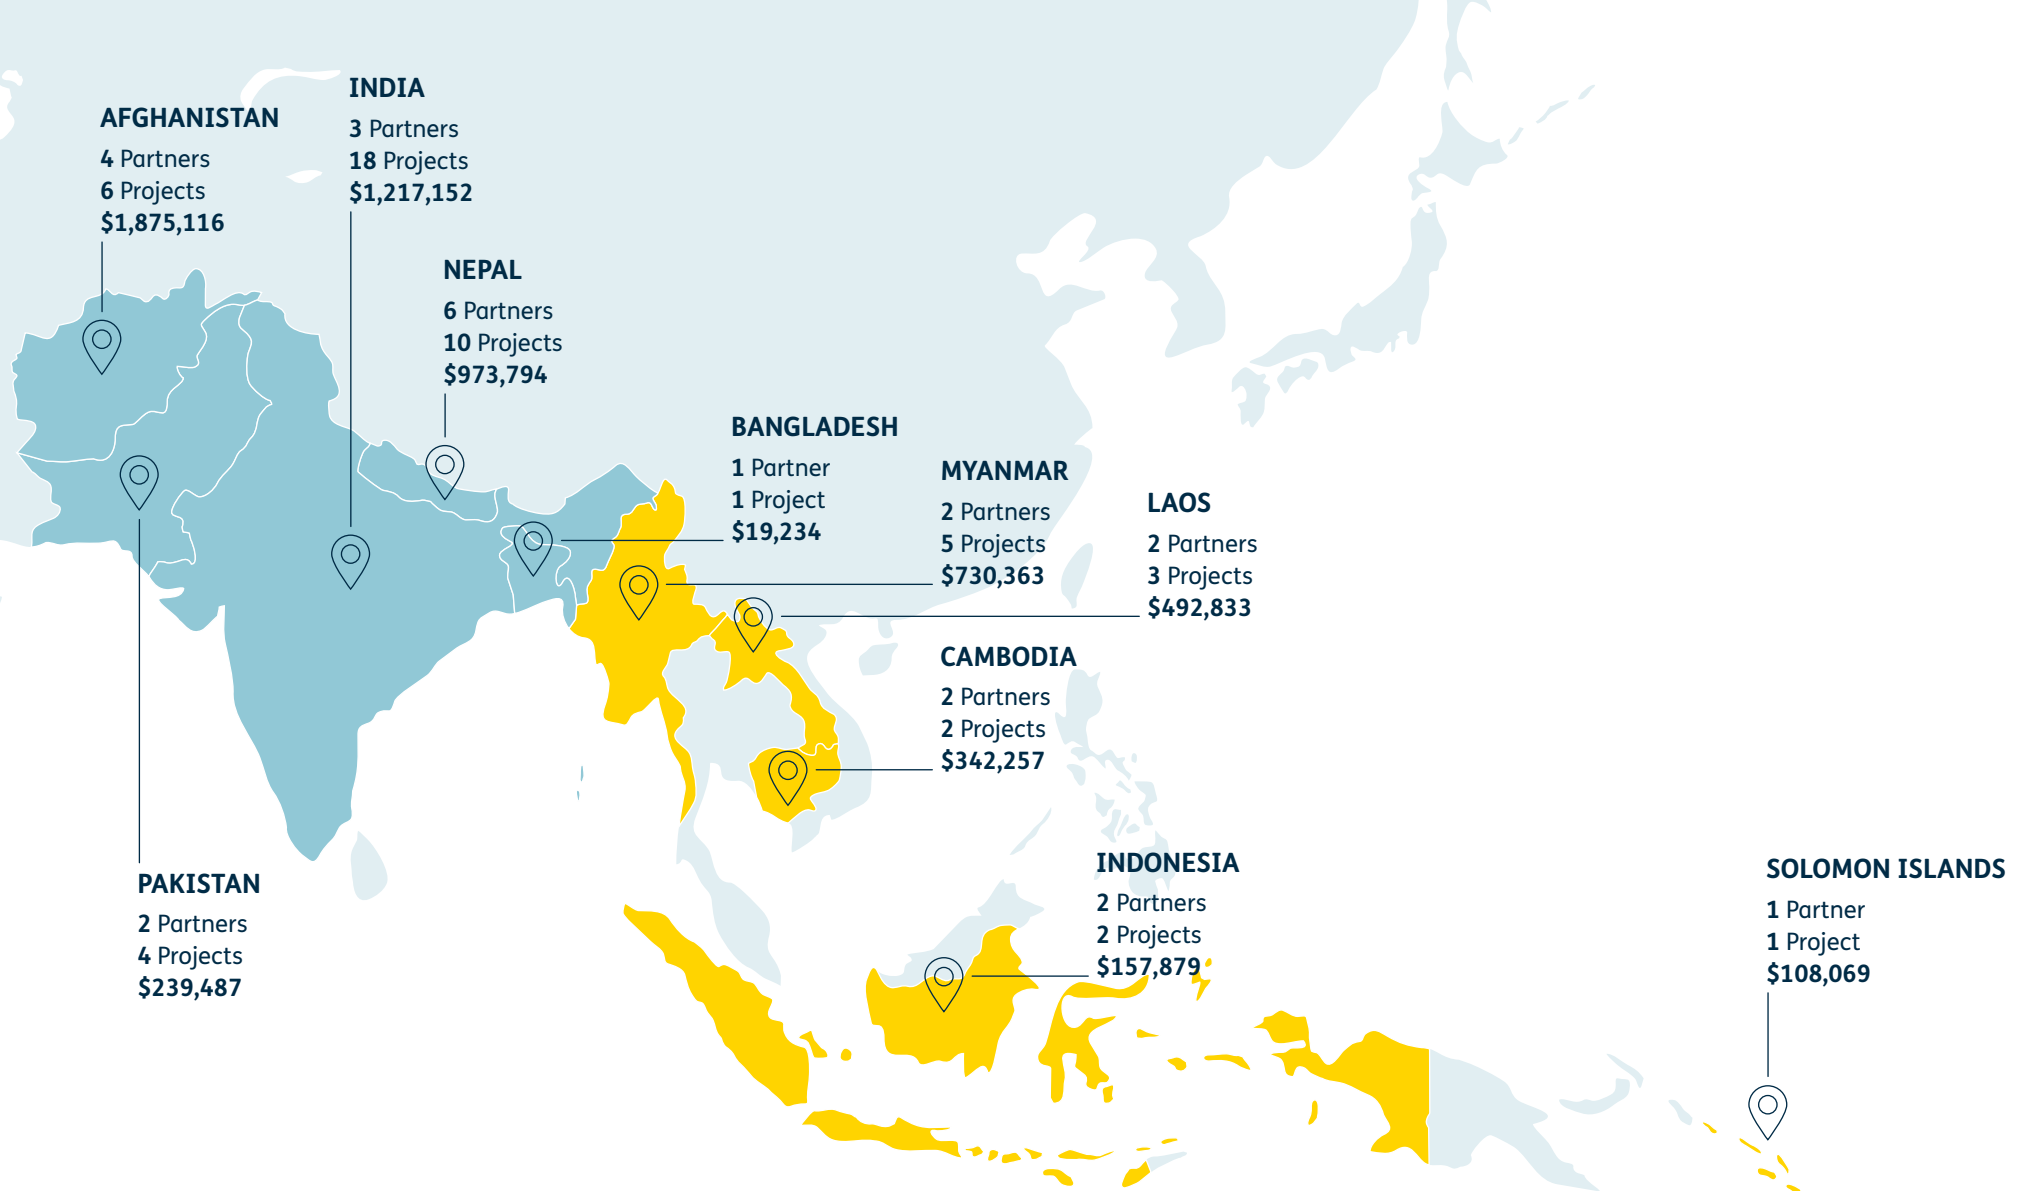 AFGHANISTAN
4 Partners
6 Projects
$1,875,116
INDIA
3 Partners
18 Projects
$1,217,152
NEPAL
6 Partners
10 Projects
$973,794
BANGLADESH
1 Partner
1 Project
$19,234
MYANMAR
2 Partners
5 Projects
$730,363
LAOS
2 Partners
3 Projects
$492,833
CAMBODIA
2 Partners
2 Projects
$342,257
PAKISTAN
2 Partners
4 Projects
$239,487
INDONESIA
2 Partners
2 Projects
$157,879
SOLOMON ISLANDS
1 Partner
1 Project
$108,069